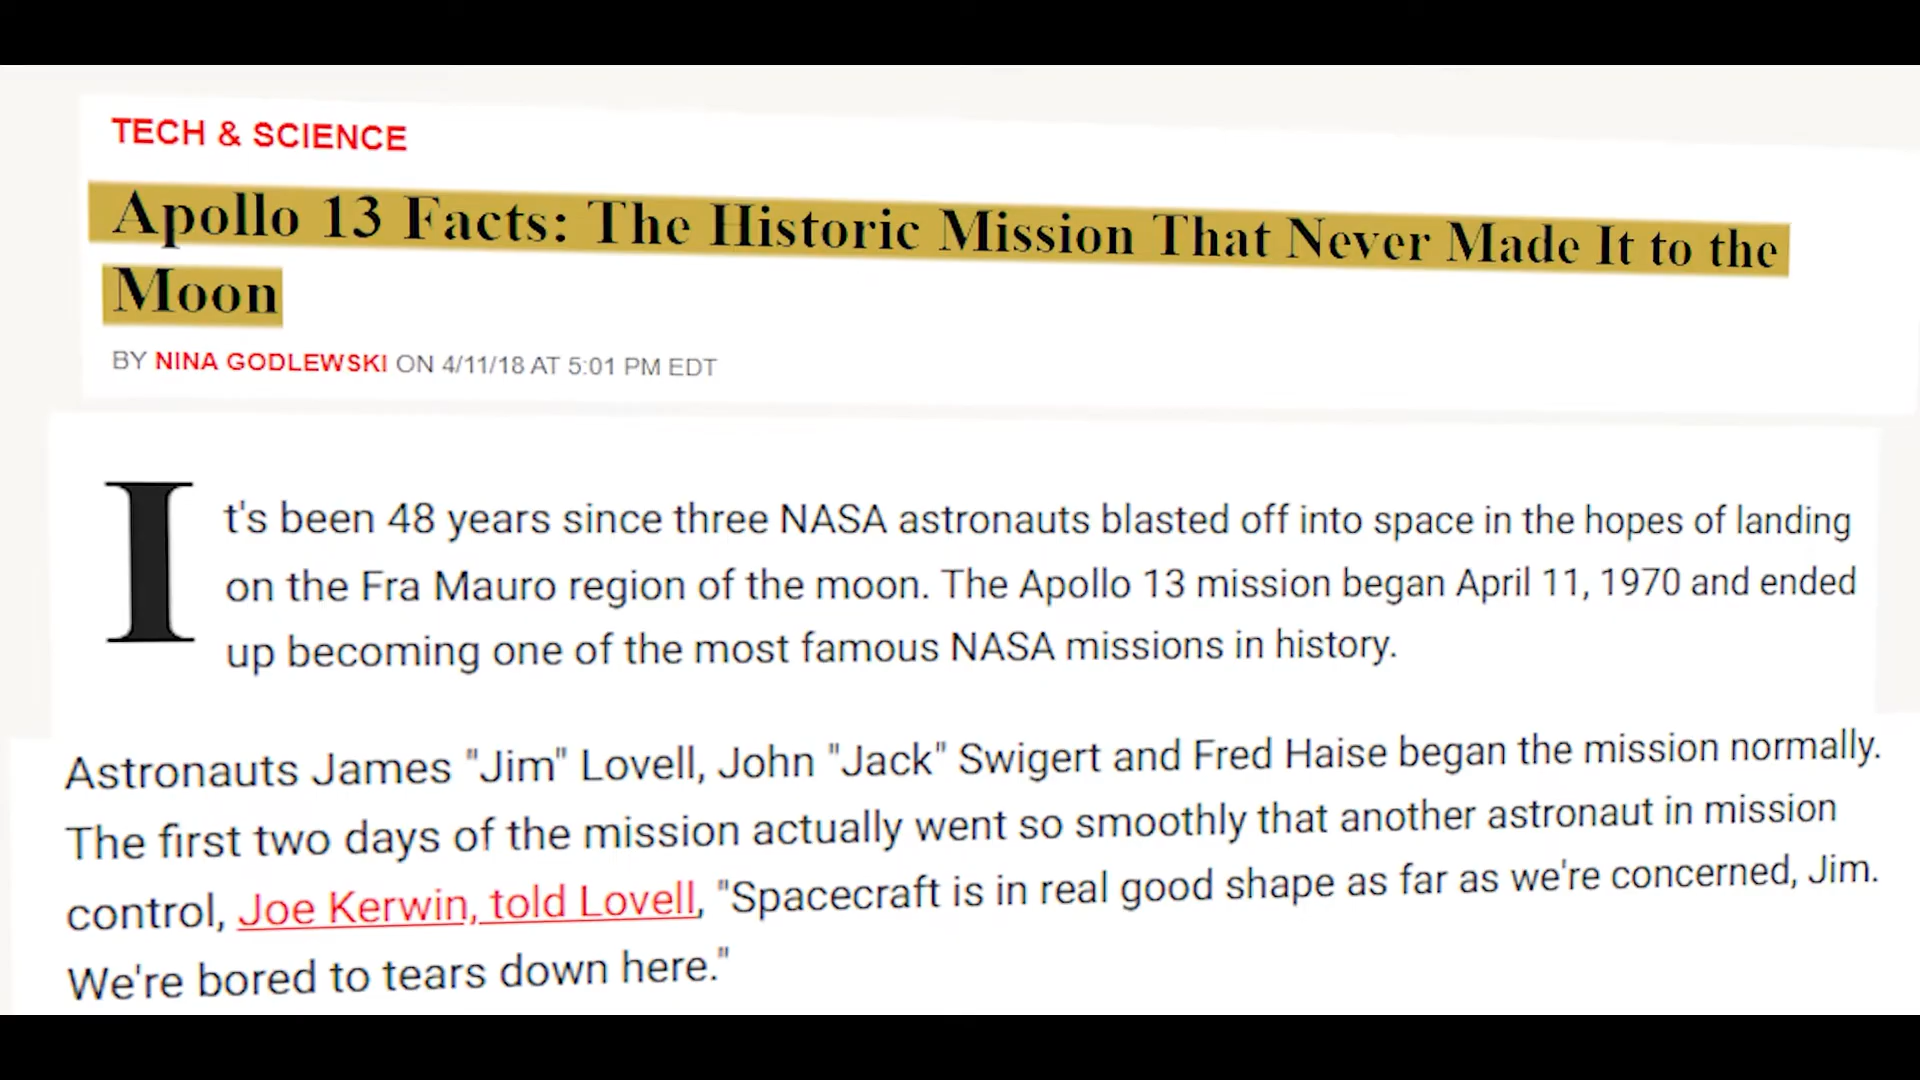 TECH & SCIENCE
Apollo 13 Facts: The Historic Mission That Never Made It to the
Moon
BY NINA GODLEWSKI ON 4/11/18 AT 5:01 PM EDT
It's been 48 years since three NASA astronauts blasted off into space in the hopes of landing
on the Fra Mauro region of the moon. The Apollo 13 mission began April 11, 1970 and ended
up becoming one of the most famous NASA missions in history.
Astronauts James "Jim" Lovell, John "Jack" Swigert and Fred Haise began the mission normally.
The first two days of the mission actually went so smoothly that another astronaut in mission
control, Joe Kerwin, told Lovell, "Spacecraft is in real good shape as far as we're concerned, Jim.
We're bored to tears down here."